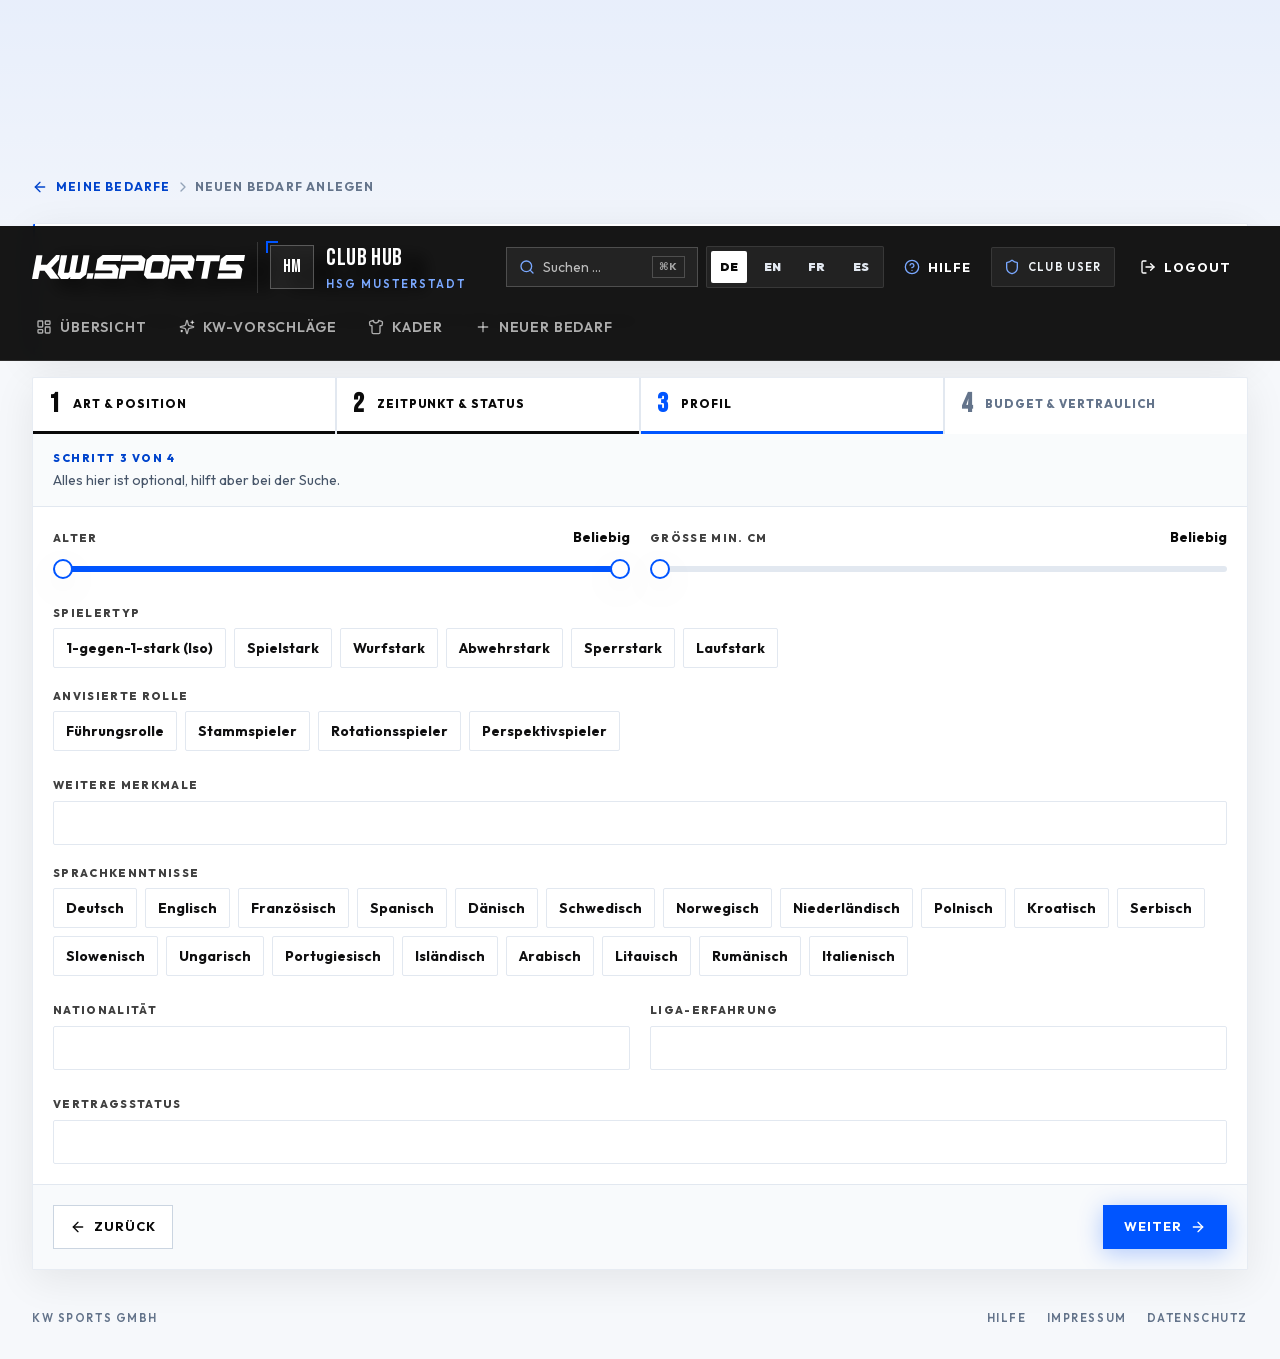 MEINE BEDARFE NEUEN BEDARF ANLEGEN
KW.SPORTS HM CLUB HUB HSG MUSTERSTADT Suchen ... ⌘K DE EN FR ES HILFE CLUB USER LOGOUT
ÜBERSICHT KW-VORSCHLÄGE KADER NEUER BEDARF
1 ART & POSITION 2 ZEITPUNKT & STATUS 3 PROFIL 4 BUDGET & VERTRAULICH
SCHRITT 3 VON 4
Alles hier ist optional, hilft aber bei der Suche.
ALTER Beliebig GRÖSSE MIN. CM Beliebig
SPIELERTYP
1-gegen-1-stark (Iso) Spielstark Wurfstark Abwehrstark Sperrstark Laufstark
ANVISIERTE ROLLE
Führungsrolle Stammspieler Rotationsspieler Perspektivspieler
WEITERE MERKMALE
SPRACHKENNTNISSE
Deutsch Englisch Französisch Spanisch Dänisch Schwedisch Norwegisch Niederländisch Polnisch Kroatisch Serbisch
Slowenisch Ungarisch Portugiesisch Isländisch Arabisch Litauisch Rumänisch Italienisch
NATIONALITÄT LIGA-ERFAHRUNG
VERTRAGSSTATUS
ZURÜCK WEITER
KW SPORTS GMBH HILFE IMPRESSUM DATENSCHUTZ